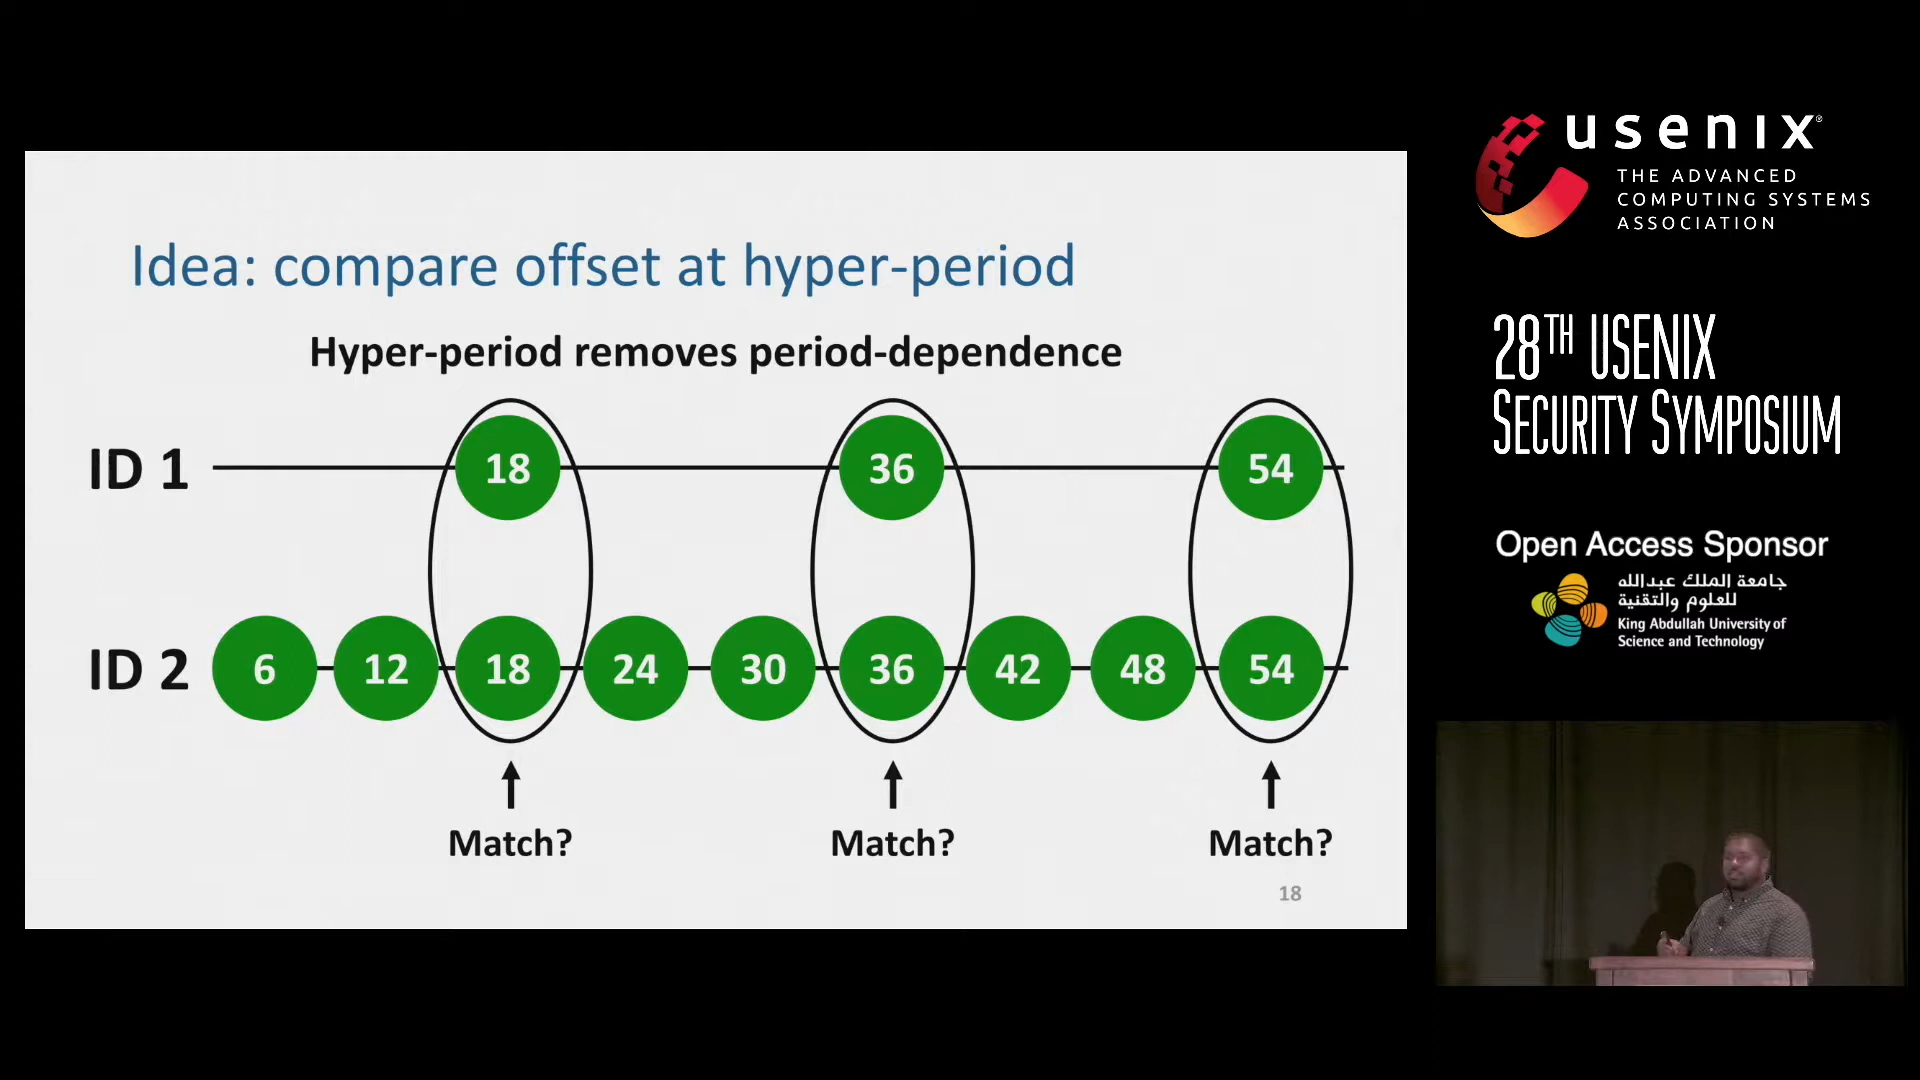 Idea: compare offset at hyper-period
Hyper-period removes period-dependence
ID 1
18
36
54
ID 2
6
12
18
24
30
36
42
48
54
Match?
Match?
Match?
18
usenix®
THE ADVANCED
COMPUTING SYSTEMS
ASSOCIATION
28TH USENIX
SECURITY SYMPOSIUM
Open Access Sponsor
جامعة الملك عبدالله
للعلوم والتقنية
King Abdullah University of
Science and Technology